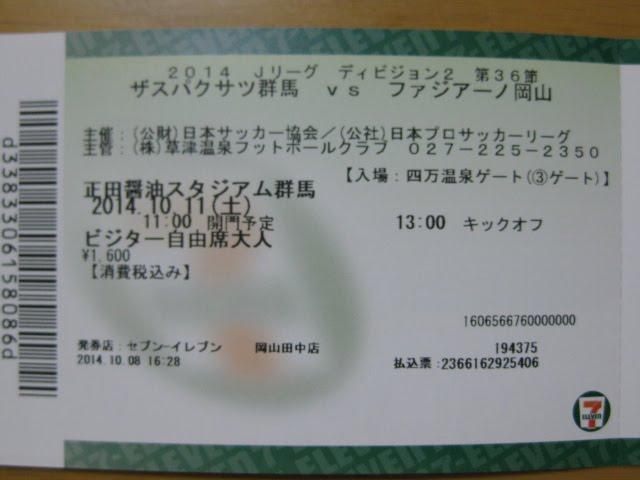 2014 Jリーグ ディビジョン2 第36節
ザスパクサツ群馬 vs ファジアーノ岡山
主催:(公財)日本サッカー協会/(公社)日本プロサッカーリーグ
主管:(株)草津温泉フットボールクラブ 027-225-2350
【入場:四万温泉ゲート(③ゲート)】
正田醤油スタジアム群馬
2014.10.11(土)
11:00 開門予定 13:00 キックオフ
ビジター自由席大人
¥1,600
【消費税込み】
1606566760000000
発券店:セブン-イレブン 岡山田中店 194375
2014.10.08 16:28 払込票:2366162925406
7 ELEVEN
d3383306158086d